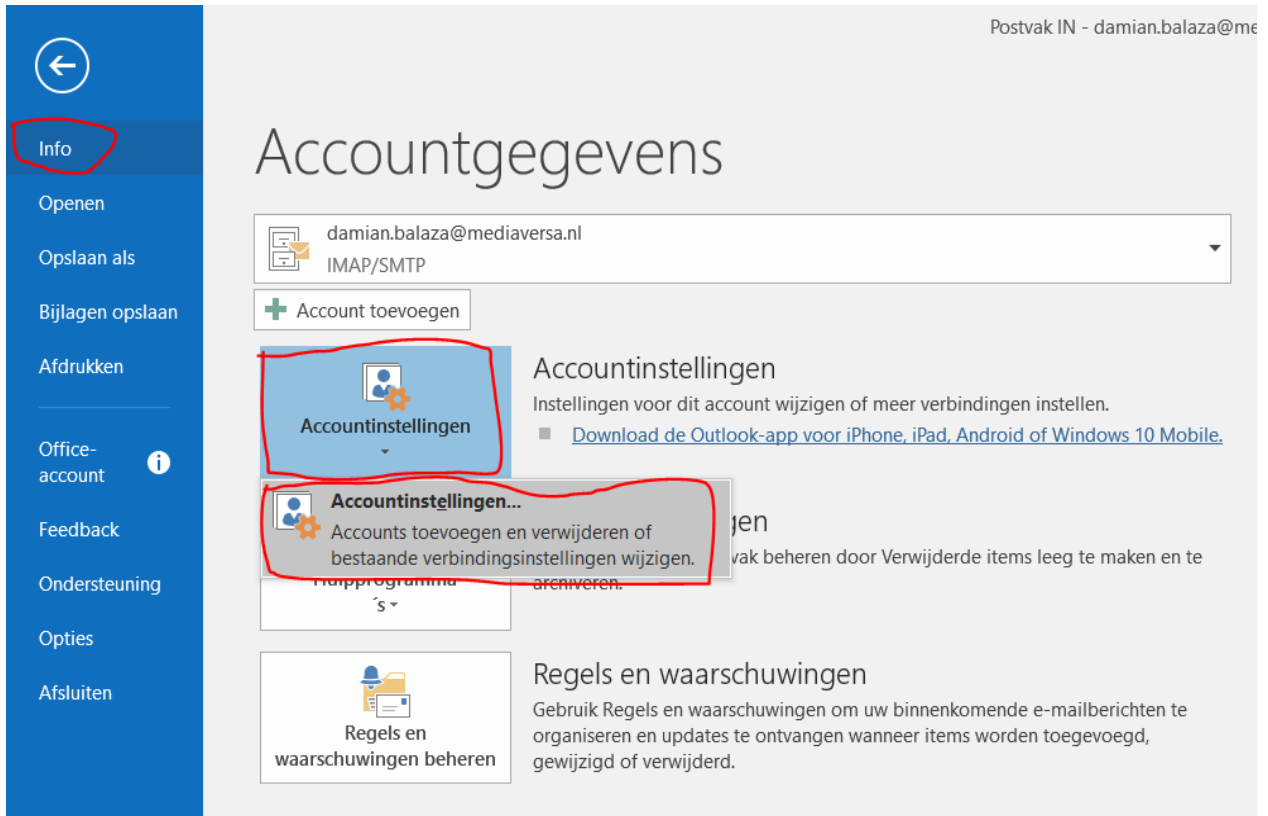 Postvak IN - damian.balaza@me
Info
Openen
Opslaan als
Bijlagen opslaan
Afdrukken
Office-
account
Feedback
Ondersteuning
Opties
Afsluiten
Accountgegevens
damian.balaza@mediaversa.nl
IMAP/SMTP
Account toevoegen
Accountinstellingen
Accountinstellingen
Instellingen voor dit account wijzigen of meer verbindingen instellen.
Download de Outlook-app voor iPhone, iPad, Android of Windows 10 Mobile.
Accountinstellingen...
Accounts toevoegen en verwijderen of
bestaande verbindingsinstellingen wijzigen.
gen
vak beheren door Verwijderde items leeg te maken en te
archiveren.
Hulpprogramma
´s
Regels en
waarschuwingen beheren
Regels en waarschuwingen
Gebruik Regels en waarschuwingen om uw binnenkomende e-mailberichten te
organiseren en updates te ontvangen wanneer items worden toegevoegd,
gewijzigd of verwijderd.